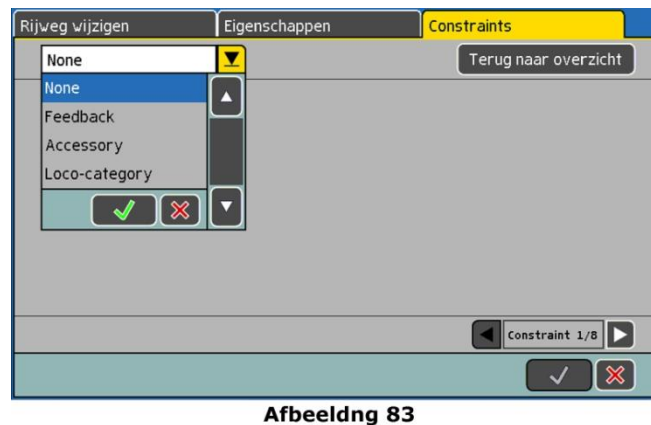 Rijweg wijzigen Eigenschappen Constraints
None Terug naar overzicht
None
Feedback
Accessory
Loco-category
Constraint 1/8
Afbeeldng 83